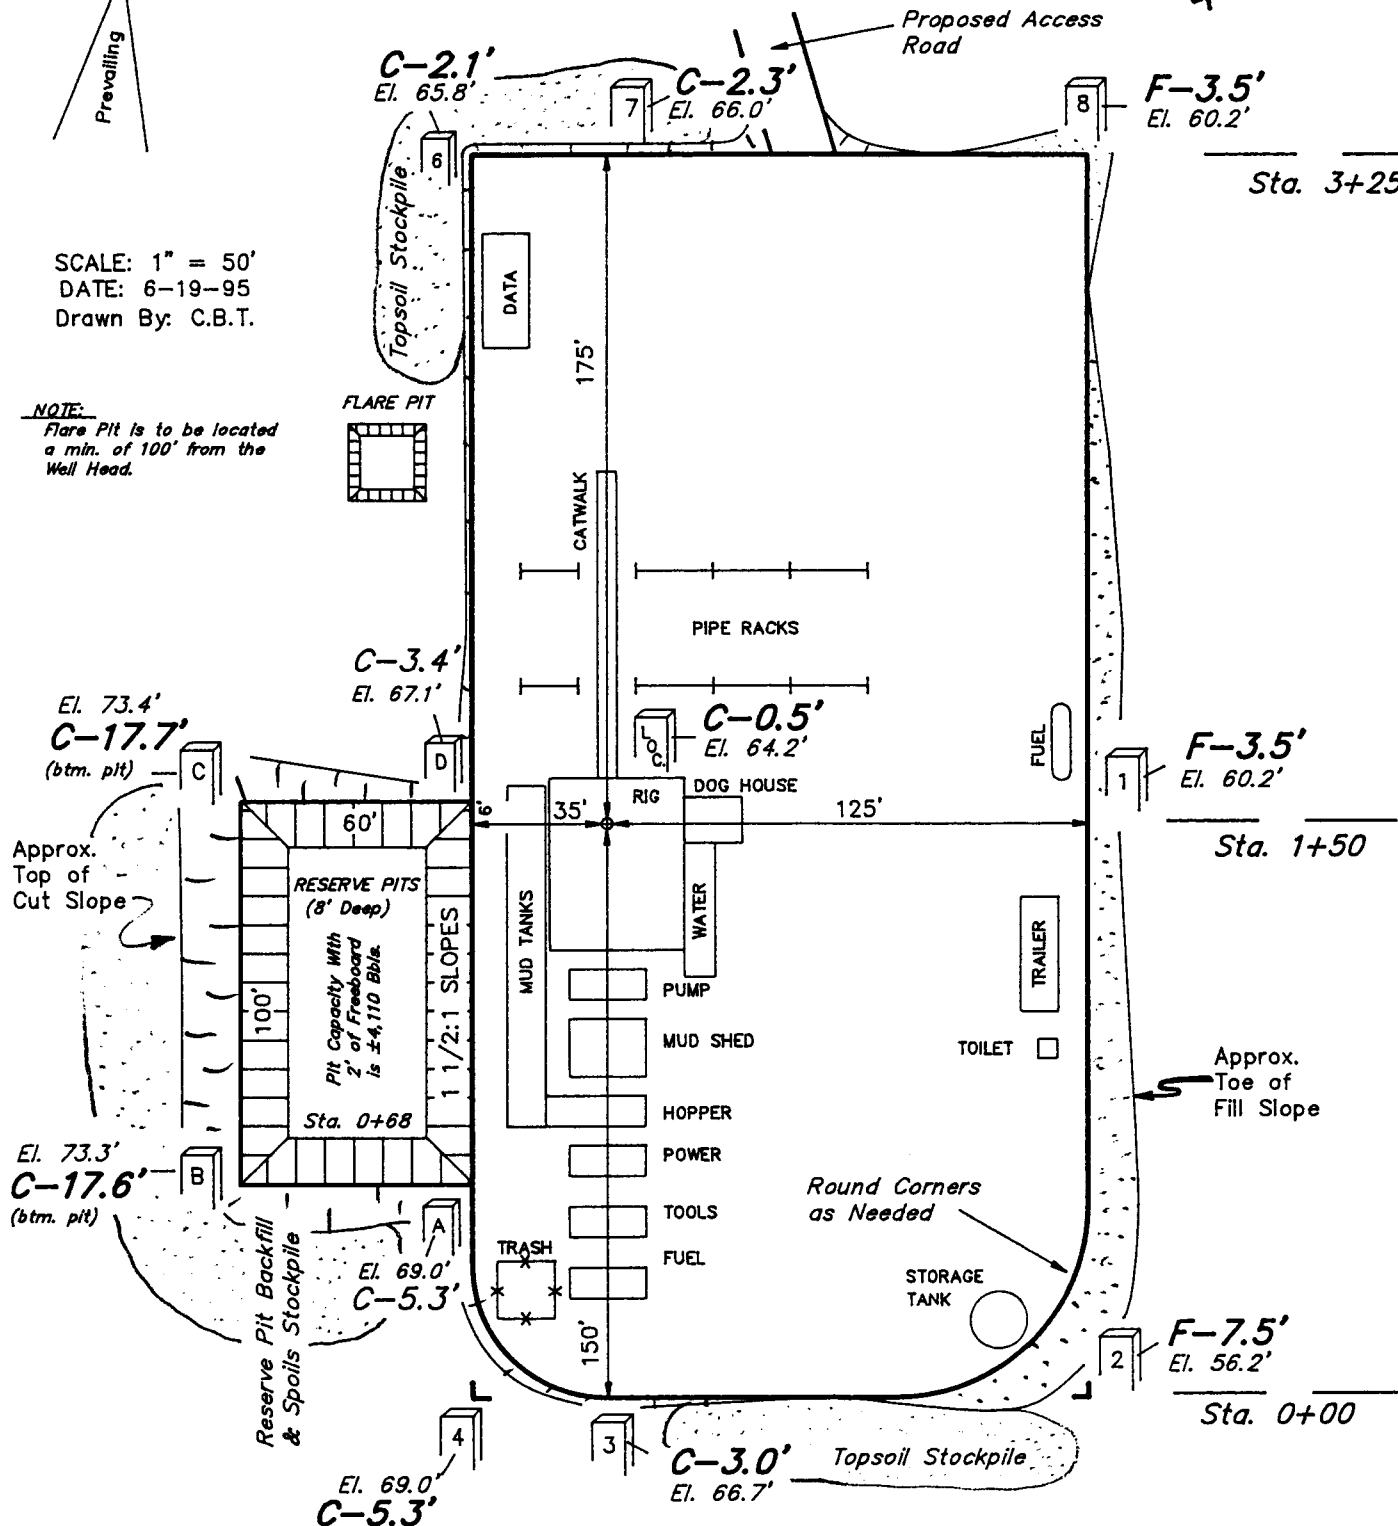 Prevailing
Proposed Access
Road
C-2.1'
El. 65.8'
6
7
C-2.3'
El. 66.0'
8
F-3.5'
El. 60.2'
Sta. 3+25
SCALE: 1" = 50'
DATE: 6-19-95
Drawn By: C.B.T.
Topsoil Stockpile
DATA
175'
NOTE:
Flare Pit is to be located
a min. of 100' from the
Well Head.
FLARE PIT
CATWALK
PIPE RACKS
C-3.4'
El. 67.1'
D
El. 73.4'
C-17.7'
(btm. pit)
C
LOC.
C-0.5'
El. 64.2'
FUEL
1
F-3.5'
El. 60.2'
RIG
DOG HOUSE
60'
6'
35'
125'
Sta. 1+50
Approx.
Top of
Cut Slope
RESERVE PITS
(8' Deep)
Pit Capacity With
2' of Freeboard
is ±4,110 Bbls.
100'
1 1/2:1 SLOPES
Sta. 0+68
MUD TANKS
WATER
TRAILER
PUMP
MUD SHED
TOILET
HOPPER
POWER
TOOLS
FUEL
Approx.
Toe of
Fill Slope
El. 73.3'
C-17.6'
(btm. pit)
B
A
El. 69.0'
C-5.3'
TRASH
Reserve Pit Backfill
& Spoils Stockpile
150'
Round Corners
as Needed
STORAGE
TANK
2
F-7.5'
El. 56.2'
Sta. 0+00
4
El. 69.0'
C-5.3'
3
C-3.0'
El. 66.7'
Topsoil Stockpile